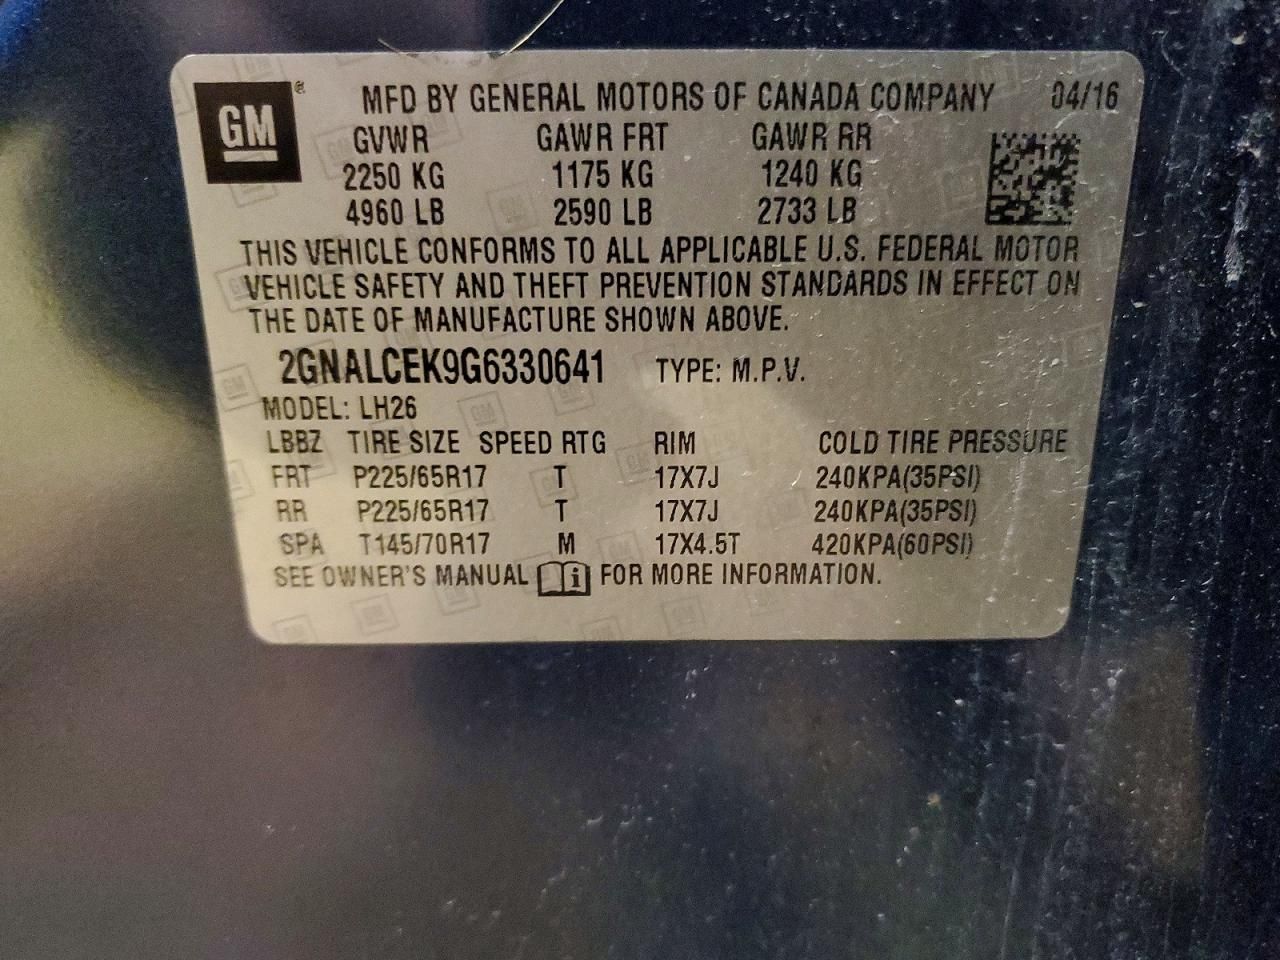 GM ® MFD BY GENERAL MOTORS OF CANADA COMPANY 04/16
GVWR GAWR FRT GAWR RR
2250 KG 1175 KG 1240 KG
4960 LB 2590 LB 2733 LB
THIS VEHICLE CONFORMS TO ALL APPLICABLE U.S. FEDERAL MOTOR
VEHICLE SAFETY AND THEFT PREVENTION STANDARDS IN EFFECT ON
THE DATE OF MANUFACTURE SHOWN ABOVE.
2GNALCEK9G6330641 TYPE: M.P.V.
MODEL: LH26
LBBZ TIRE SIZE SPEED RTG RIM COLD TIRE PRESSURE
FRT P225/65R17 T 17X7J 240KPA(35PSI)
RR P225/65R17 T 17X7J 240KPA(35PSI)
SPA T145/70R17 M 17X4.5T 420KPA(60PSI)
SEE OWNER'S MANUAL i FOR MORE INFORMATION.